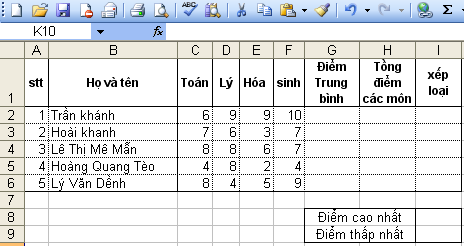 K10 fx
A B C D E F G H I
1 stt Họ và tên Toán Lý Hóa sinh Điểm Trung bình Tồng điểm các môn xếp loại
2 1 Trần khánh 6 9 9 10
3 2 Hoài khanh 7 6 3 7
4 3 Lê Thị Mê Mẫn 8 8 6 7
5 4 Hoàng Quang Tèo 4 8 2 4
6 5 Lý Văn Dềnh 8 4 5 9
7
8 Điểm cao nhất
9 Điểm thấp nhất